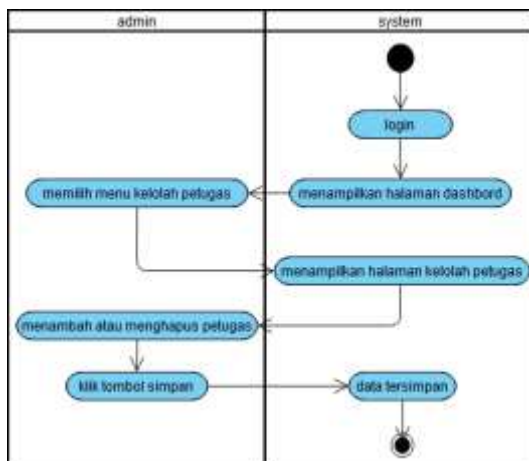 admin
system
login
menampilkan halaman dashbord
memilih menu kelolah petugas
menampilkan halaman kelolah petugas
menambah atau menghapus petugas
klik tombol simpan
data tersimpan